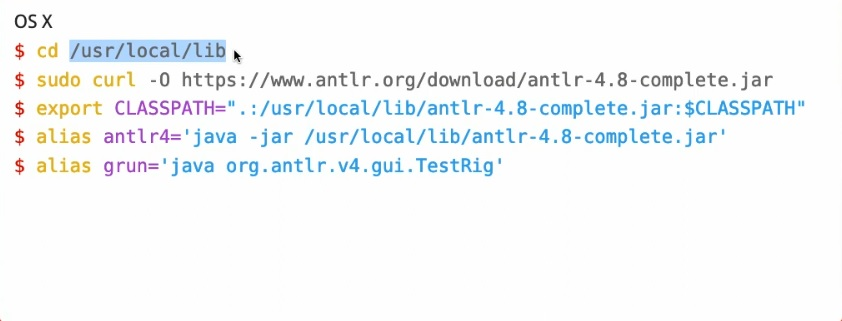 OS X
$ cd /usr/local/lib
$ sudo curl -O https://www.antlr.org/download/antlr-4.8-complete.jar
$ export CLASSPATH=".:/usr/local/lib/antlr-4.8-complete.jar:$CLASSPATH"
$ alias antlr4='java -jar /usr/local/lib/antlr-4.8-complete.jar'
$ alias grun='java org.antlr.v4.gui.TestRig'